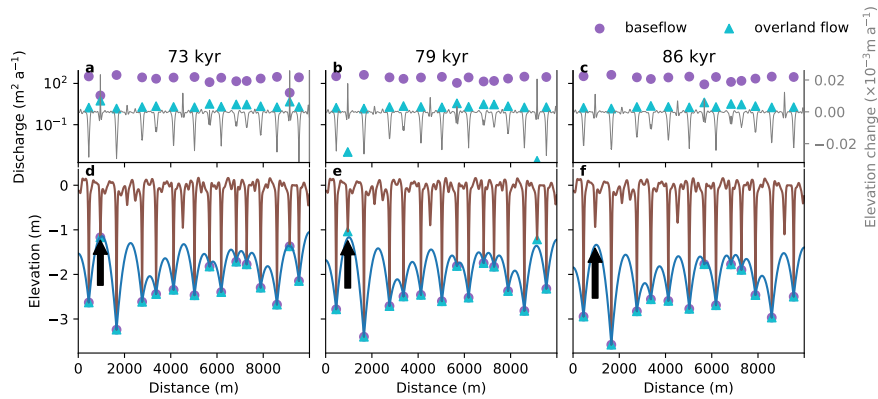 baseflow overland flow
73 kyr 79 kyr 86 kyr
a b c
Discharge (m² a⁻¹)
10²
10⁻¹
0.02
0.00
−0.02
Elevation change (×10⁻³m a⁻¹)
d e f
Elevation (m)
0
−1
−2
−3
0 2000 4000 6000 8000 0 2000 4000 6000 8000 0 2000 4000 6000 8000
Distance (m) Distance (m) Distance (m)